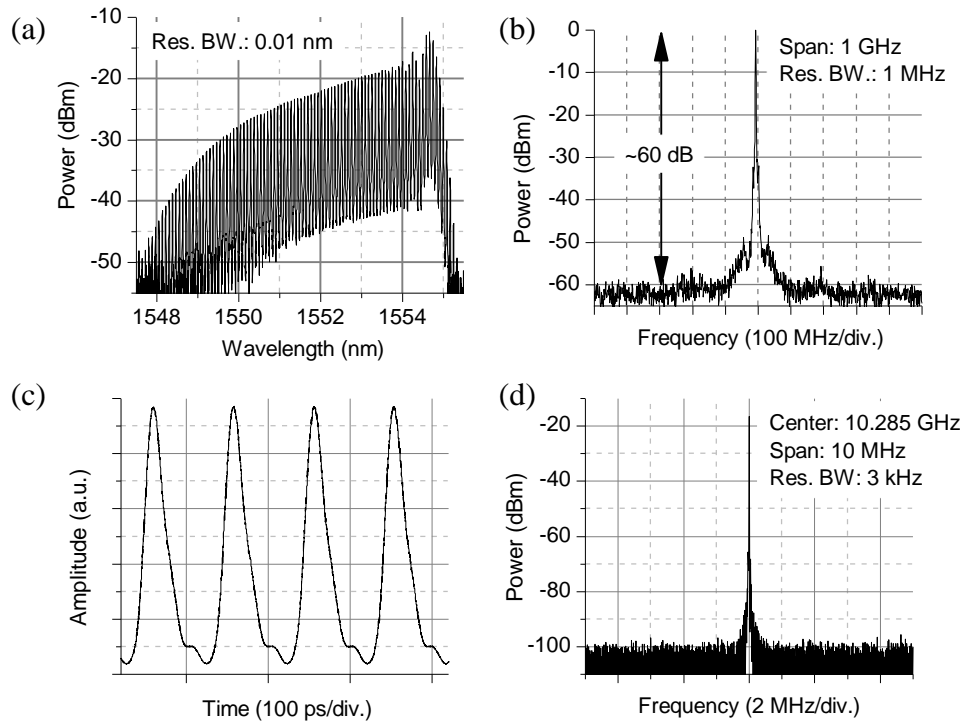 (a)
Res. BW.: 0.01 nm
Power (dBm)
-10
-20
-30
-40
-50
1548 1550 1552 1554
Wavelength (nm)
(b)
Span: 1 GHz
Res. BW.: 1 MHz
~60 dB
Power (dBm)
0
-10
-20
-30
-40
-50
-60
Frequency (100 MHz/div.)
(c)
Amplitude (a.u.)
Time (100 ps/div.)
(d)
Center: 10.285 GHz
Span: 10 MHz
Res. BW: 3 kHz
Power (dBm)
-20
-40
-60
-80
-100
Frequency (2 MHz/div.)